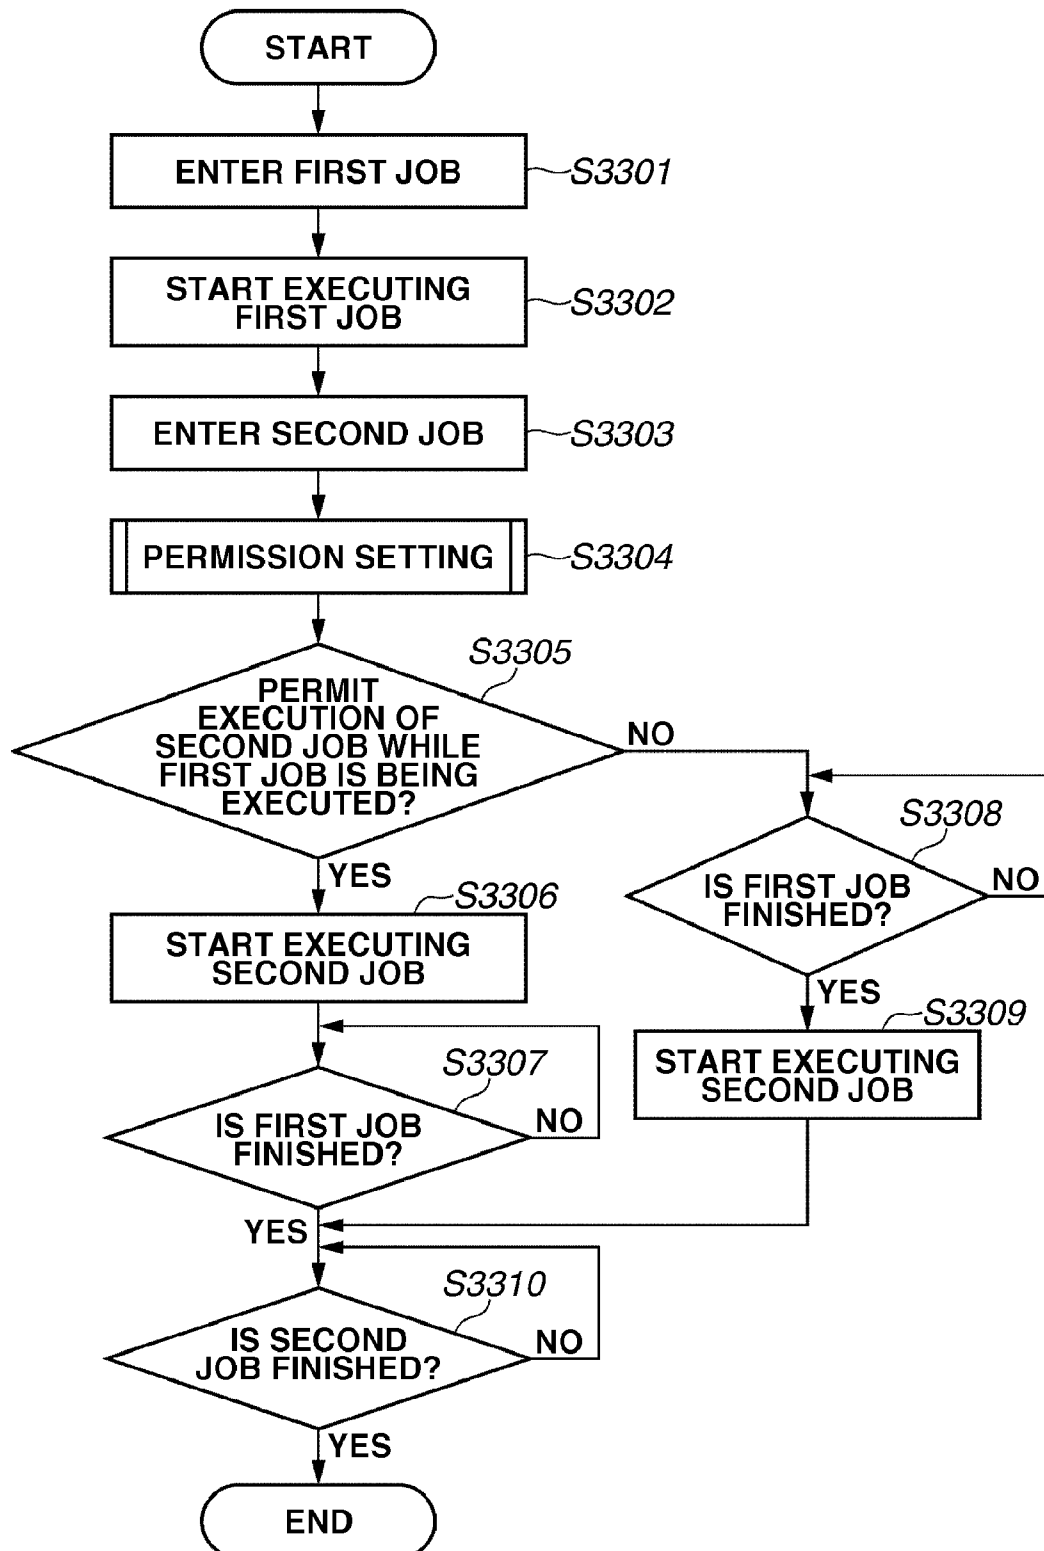 START
ENTER FIRST JOB
S3301
START EXECUTING
FIRST JOB
S3302
ENTER SECOND JOB
S3303
PERMISSION SETTING
S3304
S3305
PERMIT
EXECUTION OF
SECOND JOB WHILE
FIRST JOB IS BEING
EXECUTED?
NO
YES
S3308
IS FIRST JOB
FINISHED?
NO
YES
S3306
START EXECUTING
SECOND JOB
S3309
START EXECUTING
SECOND JOB
S3307
IS FIRST JOB
FINISHED?
NO
YES
S3310
IS SECOND
JOB FINISHED?
NO
YES
END